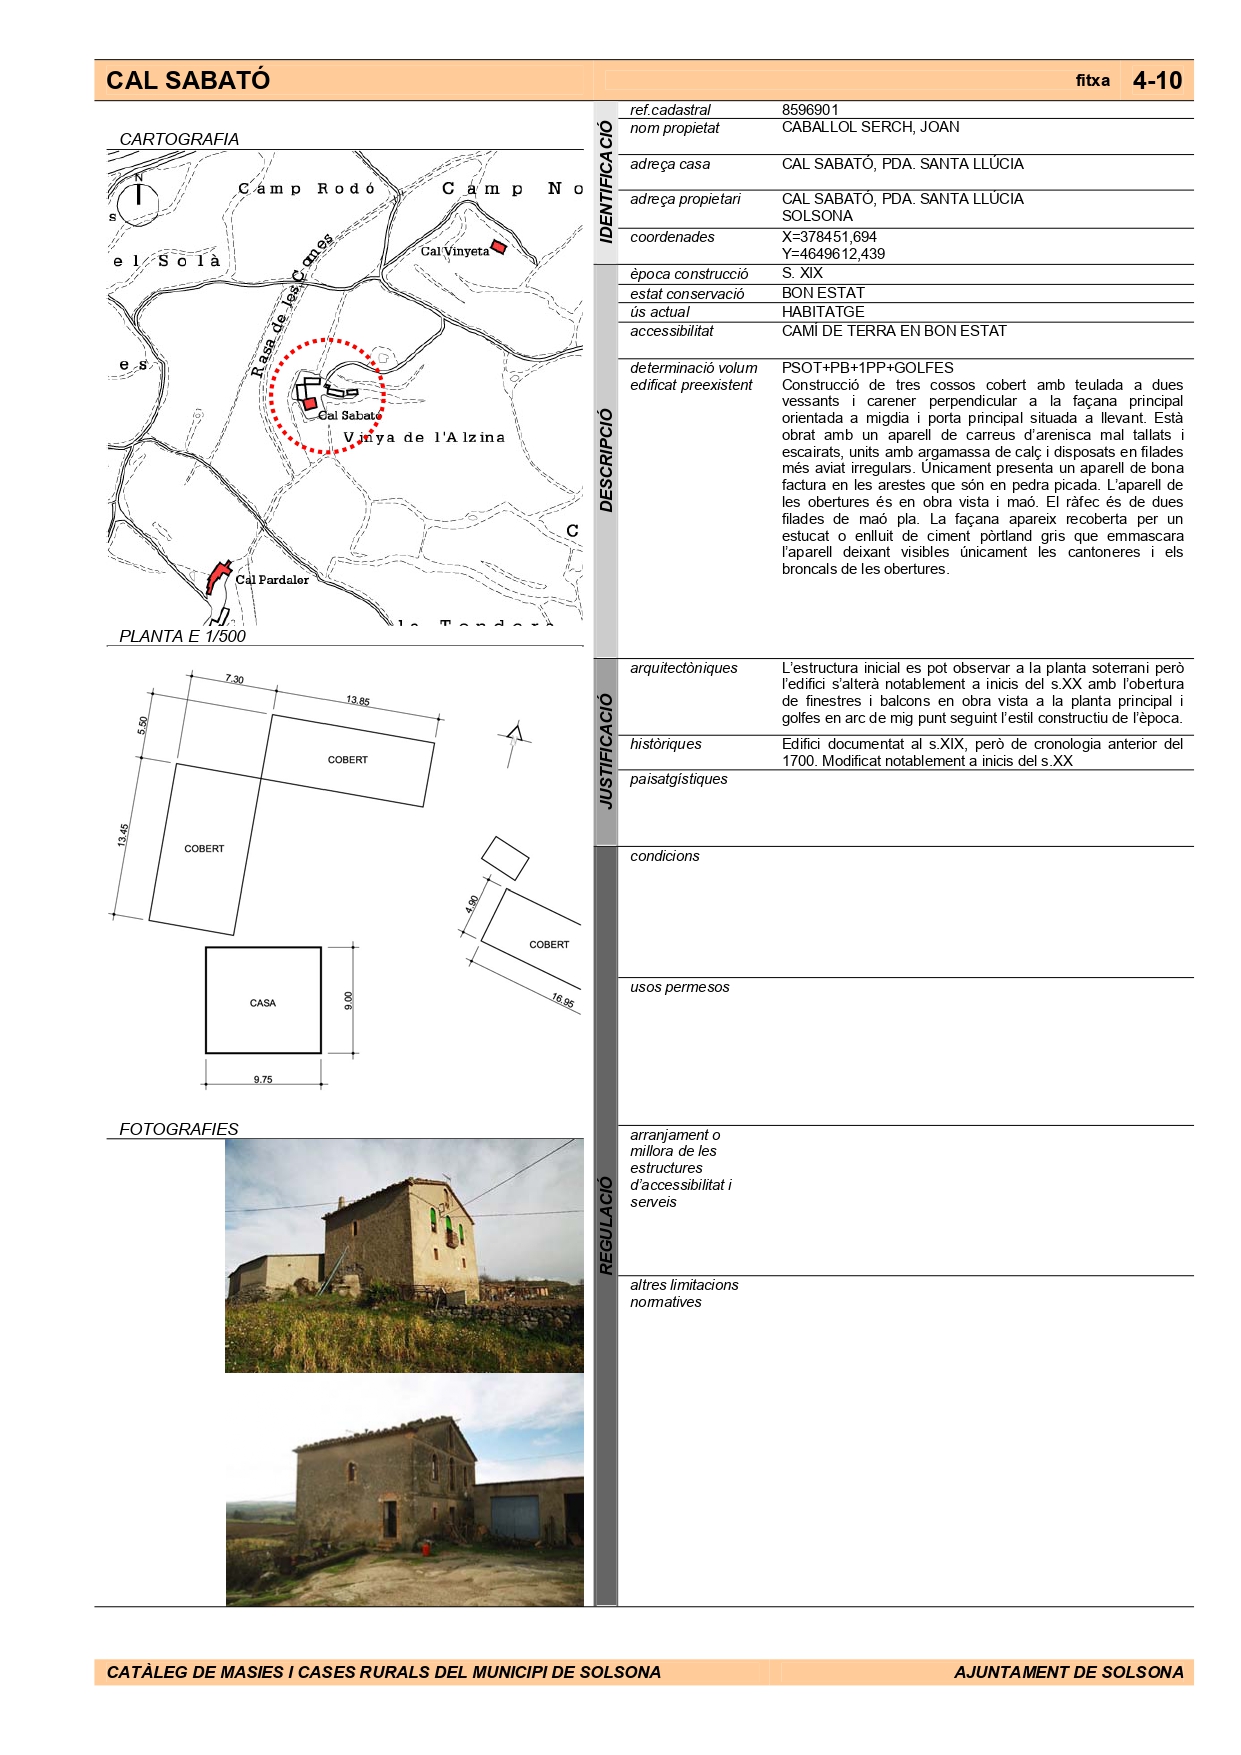 CAL SABATÓ
fitxa 4-10
CARTOGRAFIA
N
Camp Rodó
Camp No
s
el Solà
Rasa de les Comes
Cal Vinyeta
es
Cal Sabató
Vinya de l'Alzina
C
Cal Pardaler
la Tendera
PLANTA E 1/500
7.30
13.85
5.50
COBERT
13.45
COBERT
4.90
COBERT
16.95
CASA
9.00
9.75
FOTOGRAFIES
IDENTIFICACIÓ
ref.cadastral 8596901
nom propietat CABALLOL SERCH, JOAN
adreça casa CAL SABATÓ, PDA. SANTA LLÚCIA
adreça propietari CAL SABATÓ, PDA. SANTA LLÚCIA
SOLSONA
coordenades X=378451,694
Y=4649612,439
DESCRIPCIÓ
època construcció S. XIX
estat conservació BON ESTAT
ús actual HABITATGE
accessibilitat CAMÍ DE TERRA EN BON ESTAT
determinació volum PSOT+PB+1PP+GOLFES
edificat preexistent Construcció de tres cossos cobert amb teulada a dues
vessants i carener perpendicular a la façana principal
orientada a migdia i porta principal situada a llevant. Està
obrat amb un aparell de carreus d’arenisca mal tallats i
escairats, units amb argamassa de calç i disposats en filades
més aviat irregulars. Únicament presenta un aparell de bona
factura en les arestes que són en pedra picada. L’aparell de
les obertures és en obra vista i maó. El ràfec és de dues
filades de maó pla. La façana apareix recoberta per un
estucat o enlluit de ciment pòrtland gris que emmascara
l’aparell deixant visibles únicament les cantoneres i els
broncals de les obertures.
JUSTIFICACIÓ
arquitectòniques L’estructura inicial es pot observar a la planta soterrani però
l’edifici s’alterà notablement a inicis del s.XX amb l’obertura
de finestres i balcons en obra vista a la planta principal i
golfes en arc de mig punt seguint l’estil constructiu de l’època.
històriques Edifici documentat al s.XIX, però de cronologia anterior del
1700. Modificat notablement a inicis del s.XX
paisatgístiques
REGULACIÓ
condicions
usos permesos
arranjament o
millora de les
estructures
d’accessibilitat i
serveis
altres limitacions
normatives
CATÀLEG DE MASIES I CASES RURALS DEL MUNICIPI DE SOLSONA
AJUNTAMENT DE SOLSONA